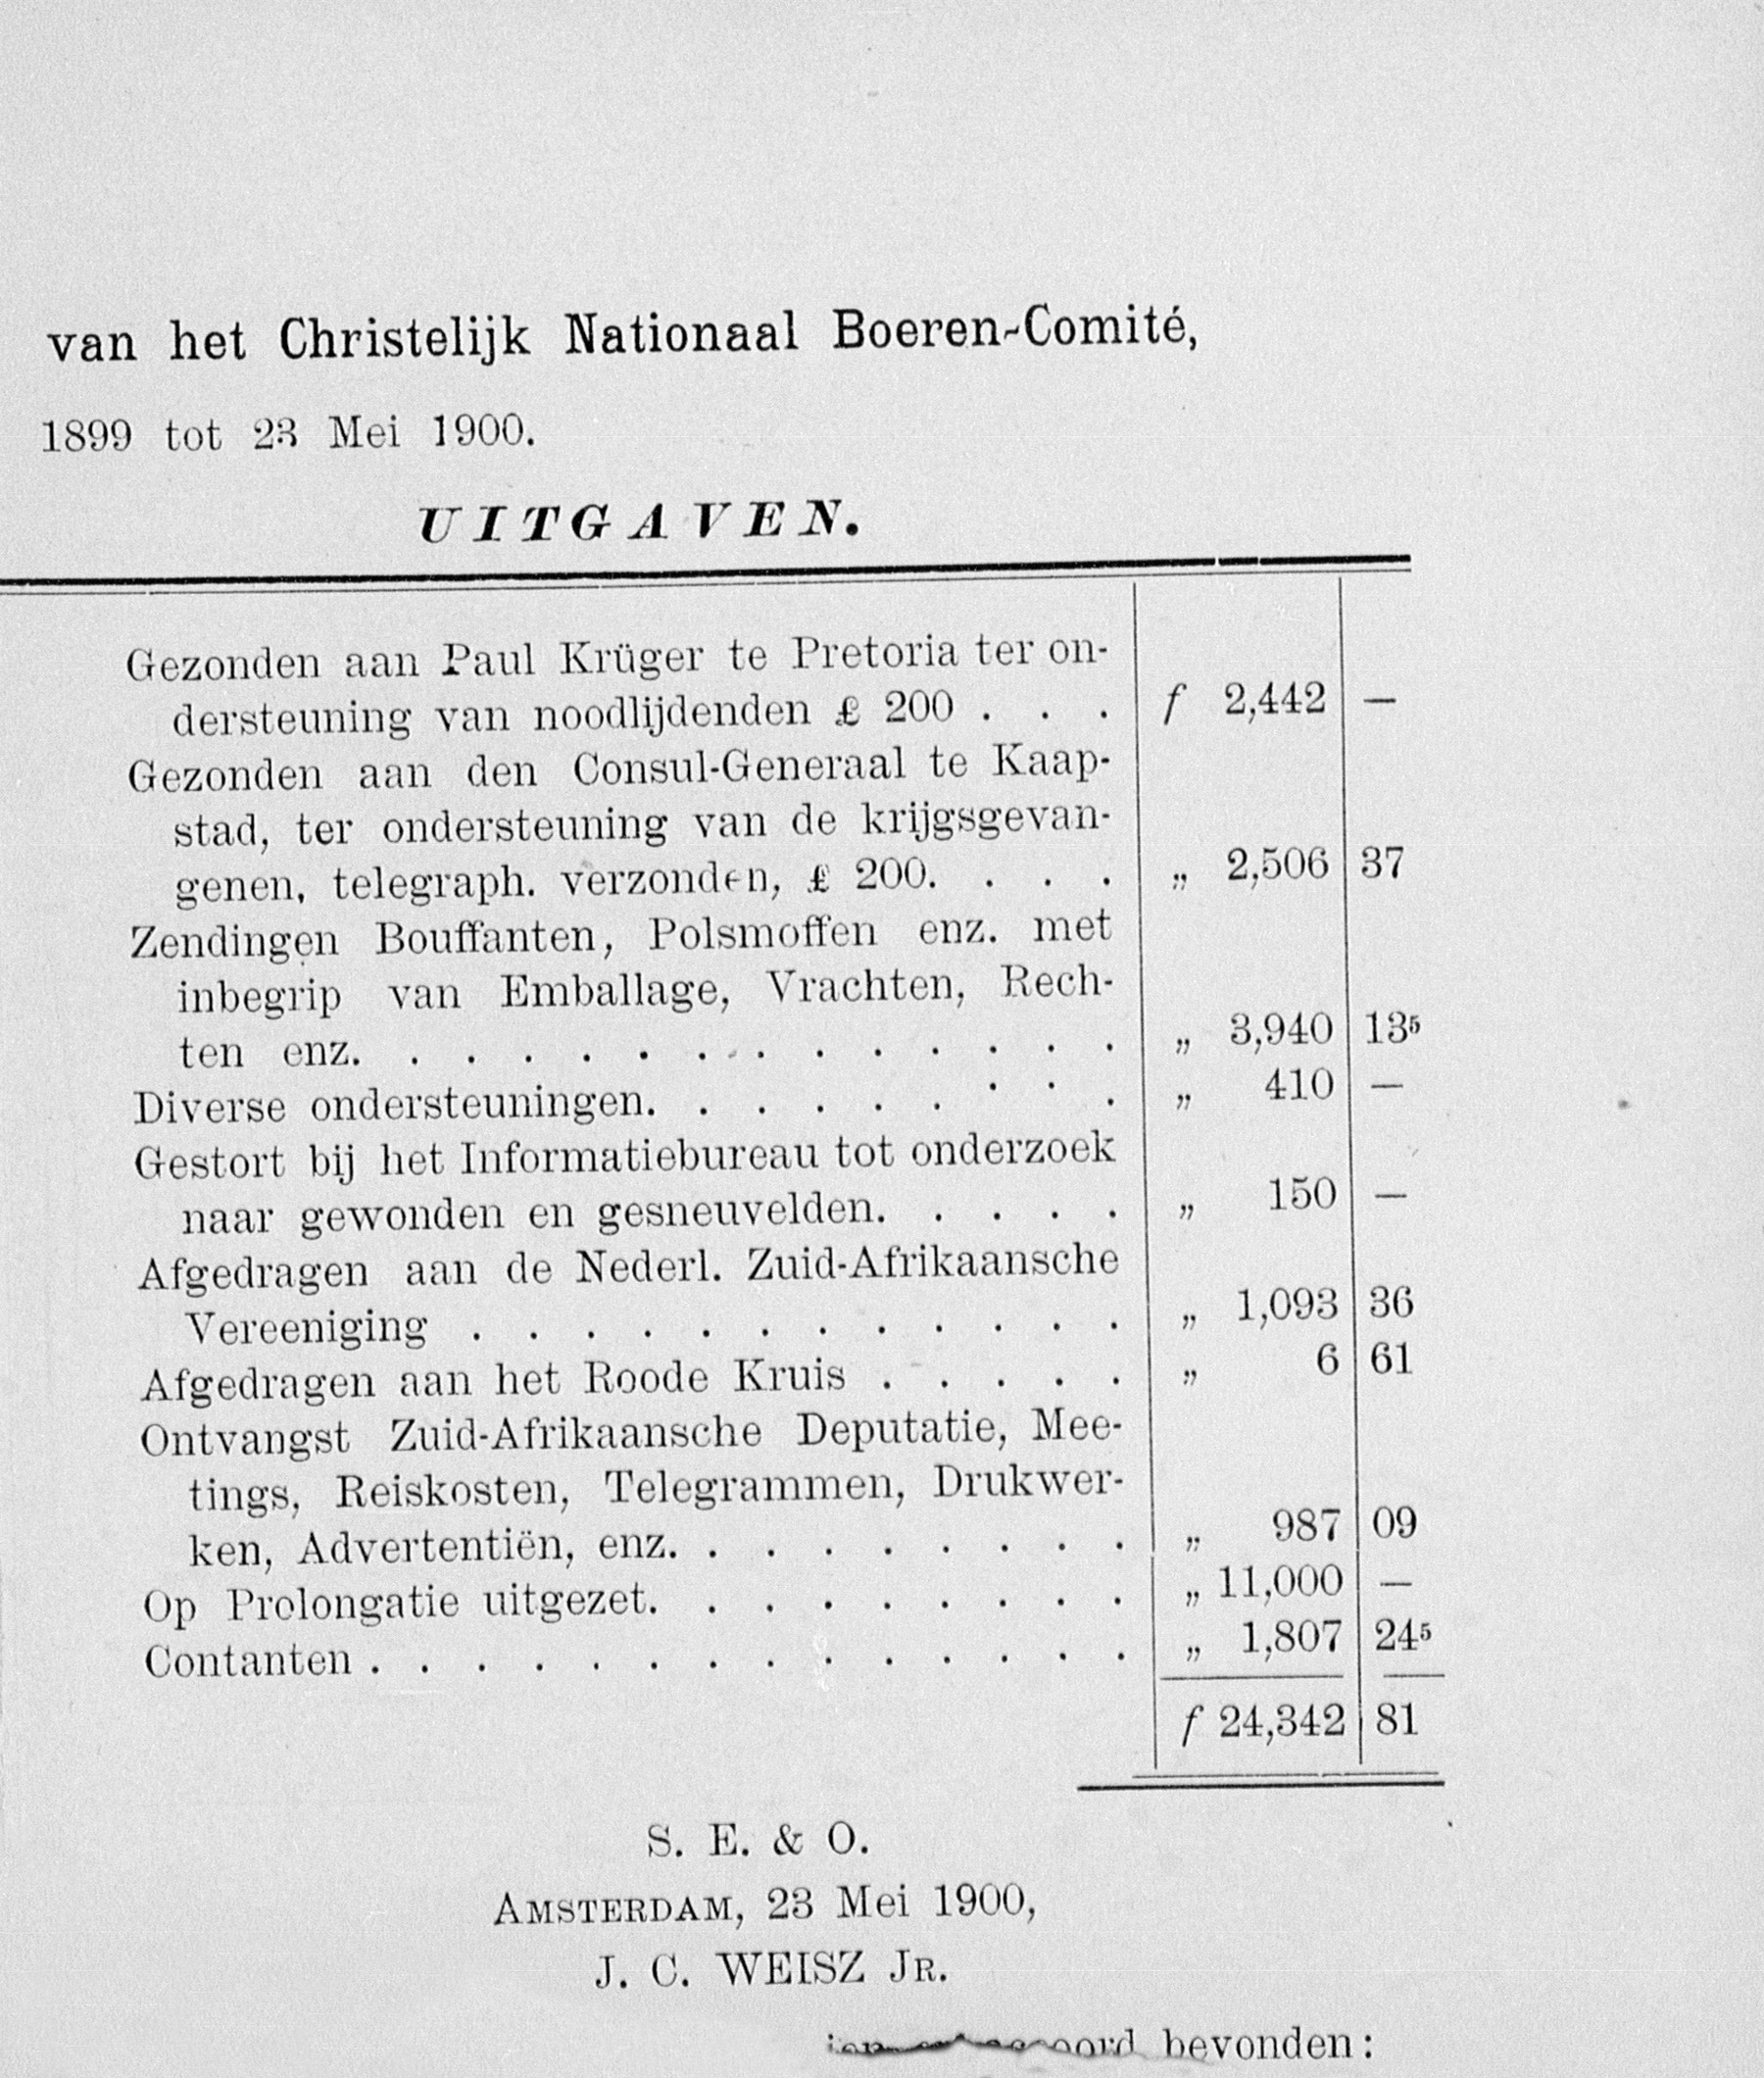 van het Christelijk Nationaal Boeren-Comité,
1899 tot 23 Mei 1900.
UITGAVEN.
Gezonden aan Paul Krüger te Pretoria ter on-
dersteuning van noodlijdenden £ 200 . . . f 2,442 —
Gezonden aan den Consul-Generaal te Kaap-
stad, ter ondersteuning van de krijgsgevan-
genen, telegraph. verzonden, £ 200. . . . „ 2,506 37
Zendingen Bouffanten, Polsmoffen enz. met
inbegrip van Emballage, Vrachten, Rech-
ten enz. . . . . . . . . . . . . . „ 3,940 13⁵
Diverse ondersteuningen. . . . . . . . . „ 410 —
Gestort bij het Informatiebureau tot onderzoek
naar gewonden en gesneuvelden. . . . . „ 150 —
Afgedragen aan de Nederl. Zuid-Afrikaansche
Vereeniging . . . . . . . . . . . . „ 1,093 36
Afgedragen aan het Roode Kruis . . . . . „ 6 61
Ontvangst Zuid-Afrikaansche Deputatie, Mee-
tings, Reiskosten, Telegrammen, Drukwer-
ken, Advertentiën, enz. . . . . . . . . „ 987 09
Op Prolongatie uitgezet. . . . . . . . . „ 11,000 —
Contanten . . . . . . . . . . . . . . „ 1,807 24⁵
f 24,342 81
S. E. & O.
Amsterdam, 23 Mei 1900,
J. C. WEISZ Jr.
bevonden: